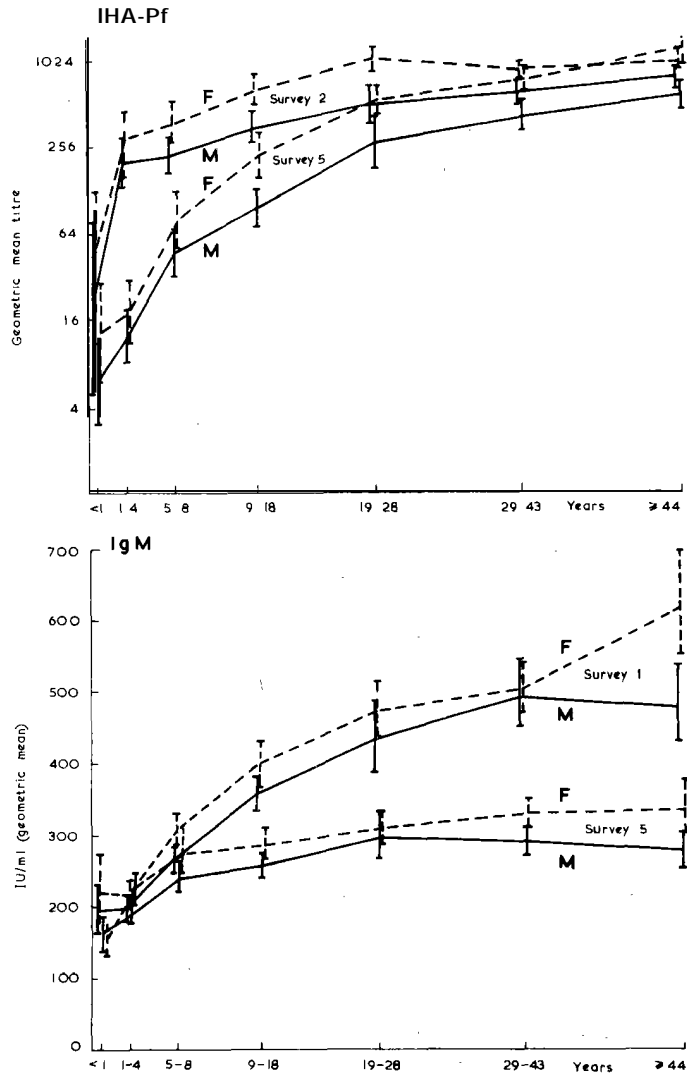 IHA-Pf
1024
256
64
16
4
Geometric mean titre
F
Survey 2
M
F
Survey 5
M
<1 1 4 5 8 9 18 19 28 29 43 Years ≥44
IgM
700
600
500
400
300
200
100
0
IU/ml (geometric mean)
F
Survey 1
M
F
Survey 5
M
<1 1-4 5-8 9-18 19-28 29-43 Years ≥44